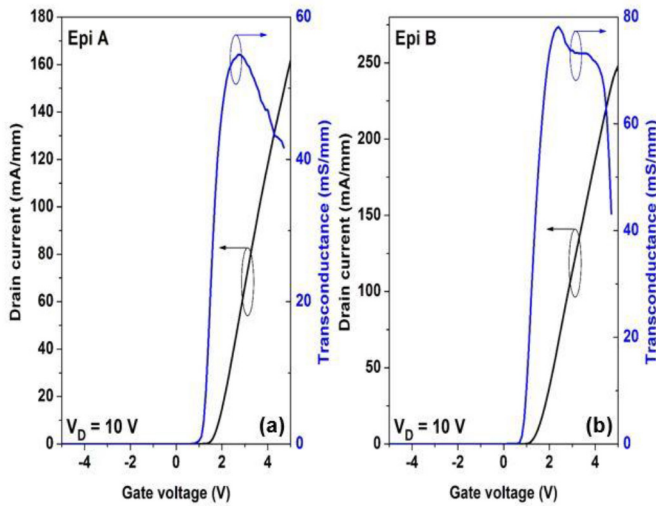 Epi A
180
160
140
120
100
80
60
40
20
0
Drain current (mA/mm)
60
40
20
0
Transconductance (mS/mm)
V_D = 10 V
(a)
-4 -2 0 2 4
Gate voltage (V)
Epi B
250
200
150
100
50
0
Drain current (mA/mm)
80
60
40
20
0
Transconductance (mS/mm)
V_D = 10 V
(b)
-4 -2 0 2 4
Gate voltage (V)